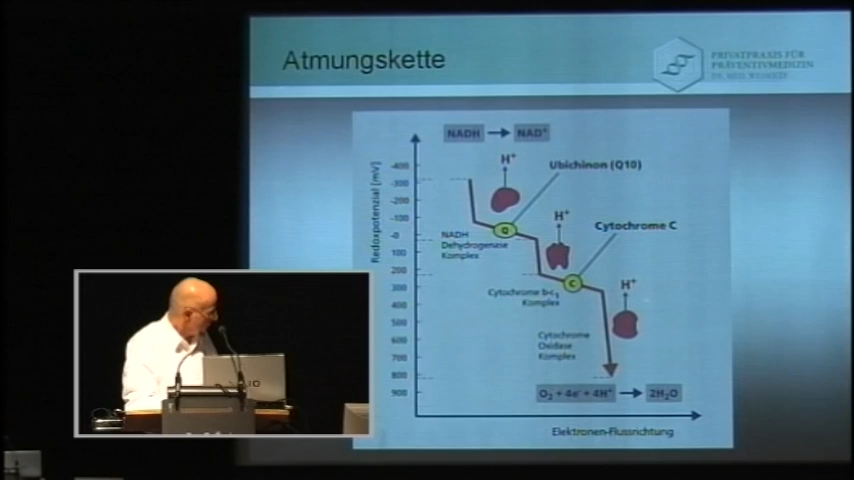 Atmungskette
PRIVATPRAXIS FÜR
PRÄVENTIVMEDIZIN
NADH → NAD⁺
H⁺
Ubichinon (Q10)
Redoxpotenzial [mV]
-400
-300
-200
-100
-0
100
200
300
400
500
600
700
800
900
Q
NADH
Dehydrogenase
Komplex
H⁺
Cytochrome C
C
Cytochrome b-c₁
Komplex
H⁺
Cytochrome
Oxidase
Komplex
O₂ + 4e⁻ + 4H⁺ → 2H₂O
Elektronen-Flussrichtung
VAIO